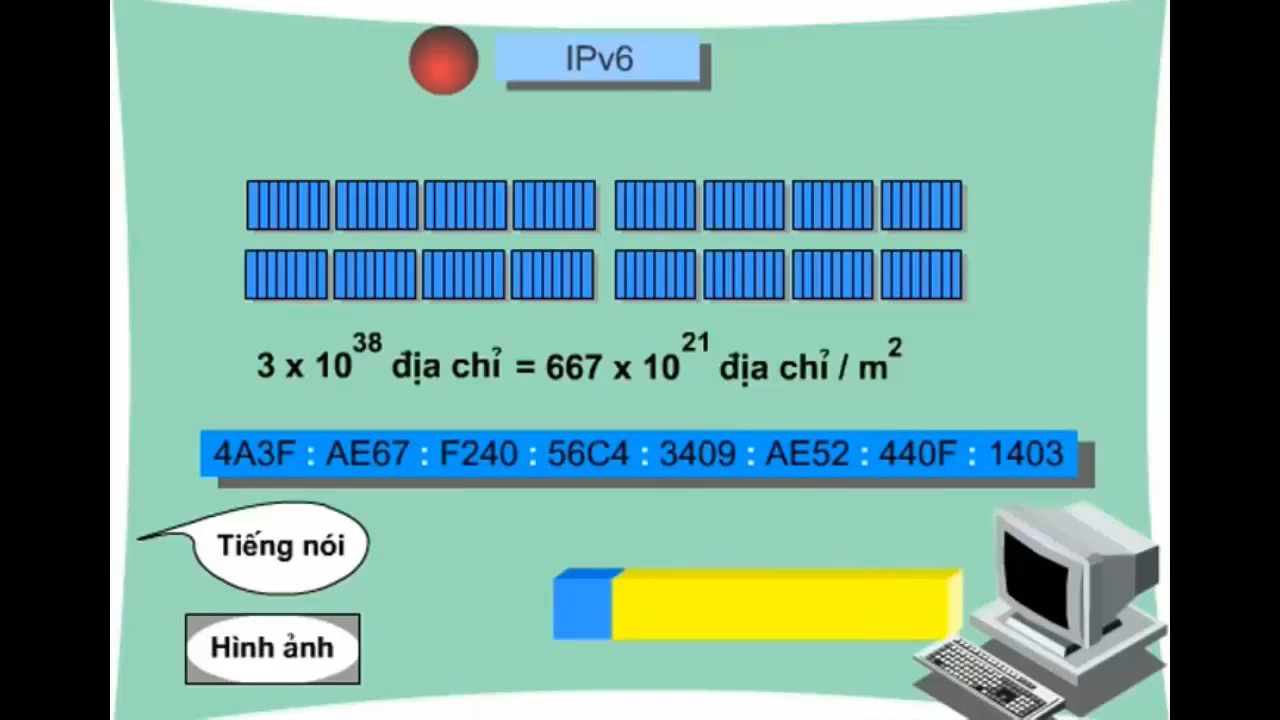 IPv6
3 x 10³⁸ địa chỉ = 667 x 10²¹ địa chỉ / m²
4A3F : AE67 : F240 : 56C4 : 3409 : AE52 : 440F : 1403
Tiếng nói
Hình ảnh